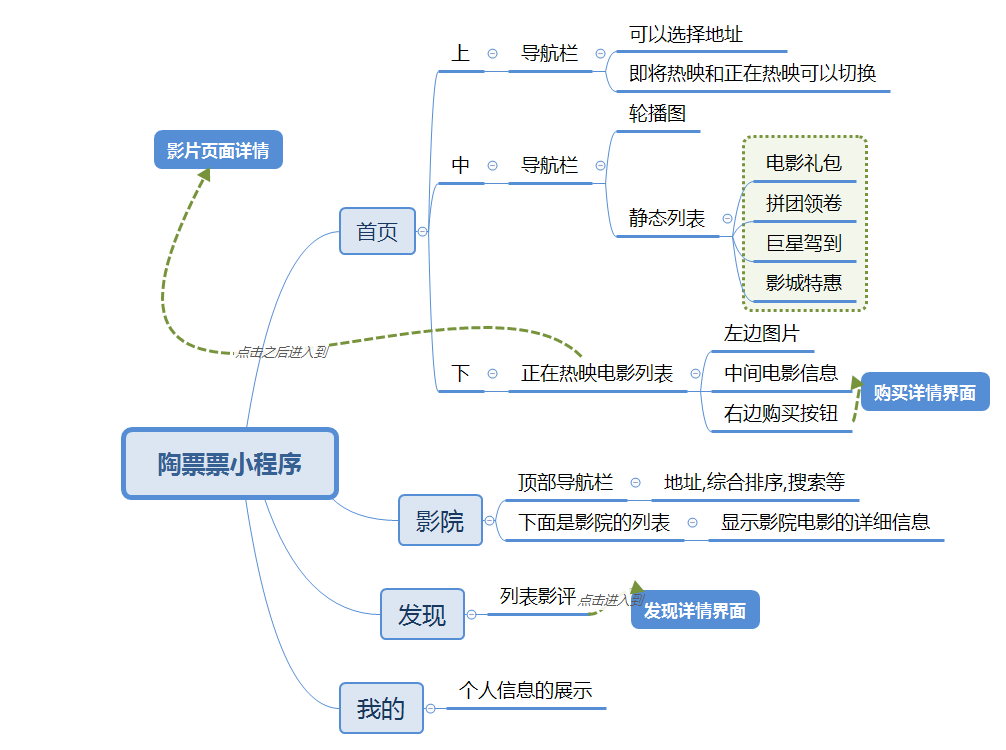 陶票票小程序
首页
上
导航栏
可以选择地址
即将热映和正在热映可以切换
中
导航栏
轮播图
静态列表
电影礼包
拼团领卷
巨星驾到
影城特惠
下
正在热映电影列表
左边图片
中间电影信息
右边购买按钮
购买详情界面
点击之后进入到
影片页面详情
影院
顶部导航栏
地址,综合排序,搜索等
下面是影院的列表
显示影院电影的详细信息
发现
列表影评
点击进入到
发现详情界面
我的
个人信息的展示